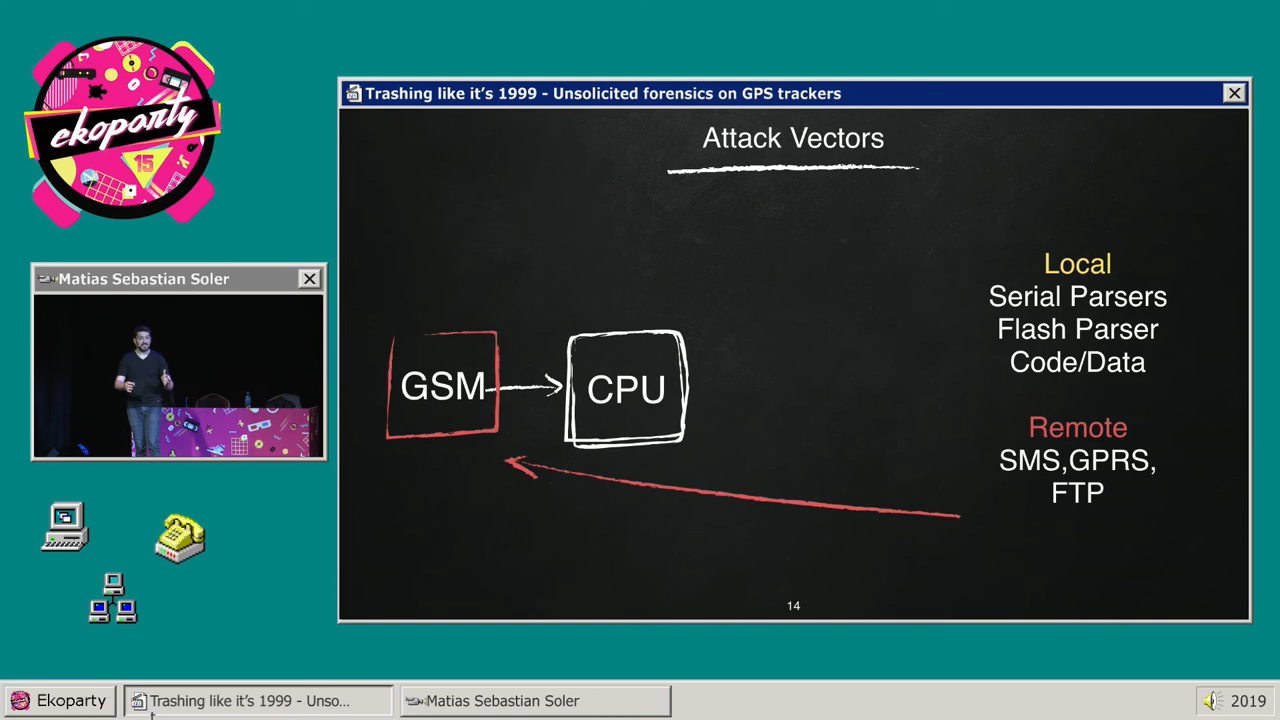 ekoparty
15
Trashing like it's 1999 - Unsolicited forensics on GPS trackers
Attack Vectors
Matias Sebastian Soler
GSM
CPU
Local
Serial Parsers
Flash Parser
Code/Data
Remote
SMS,GPRS,
FTP
14
Ekoparty
Trashing like it's 1999 - Unso...
Matias Sebastian Soler
2019